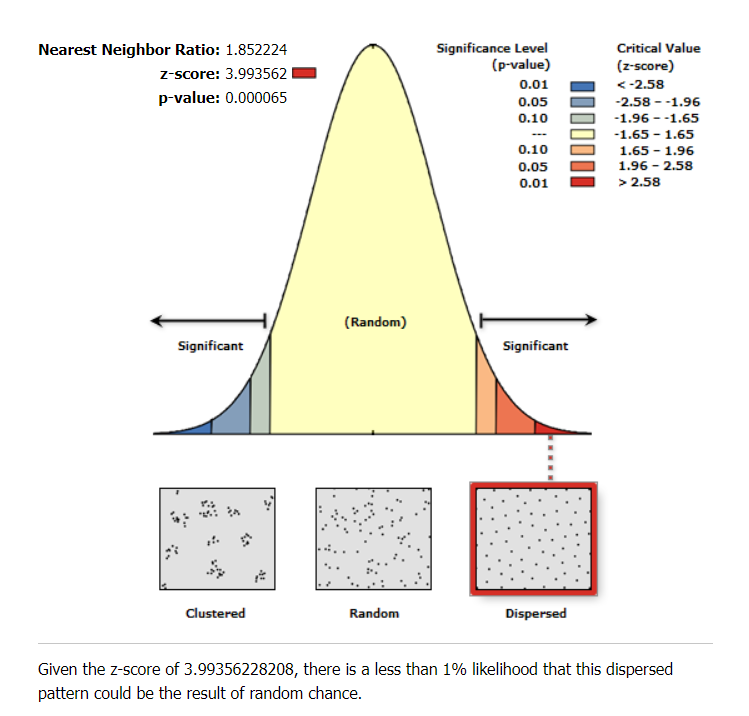 Nearest Neighbor Ratio: 1.852224
z-score: 3.993562
p-value: 0.000065
Significance Level
(p-value)
Critical Value
(z-score)
0.01 < -2.58
0.05 -2.58 - -1.96
0.10 -1.96 - -1.65
--- -1.65 - 1.65
0.10 1.65 - 1.96
0.05 1.96 - 2.58
0.01 > 2.58
(Random)
Significant
Significant
Clustered
Random
Dispersed
Given the z-score of 3.99356228208, there is a less than 1% likelihood that this dispersed
pattern could be the result of random chance.